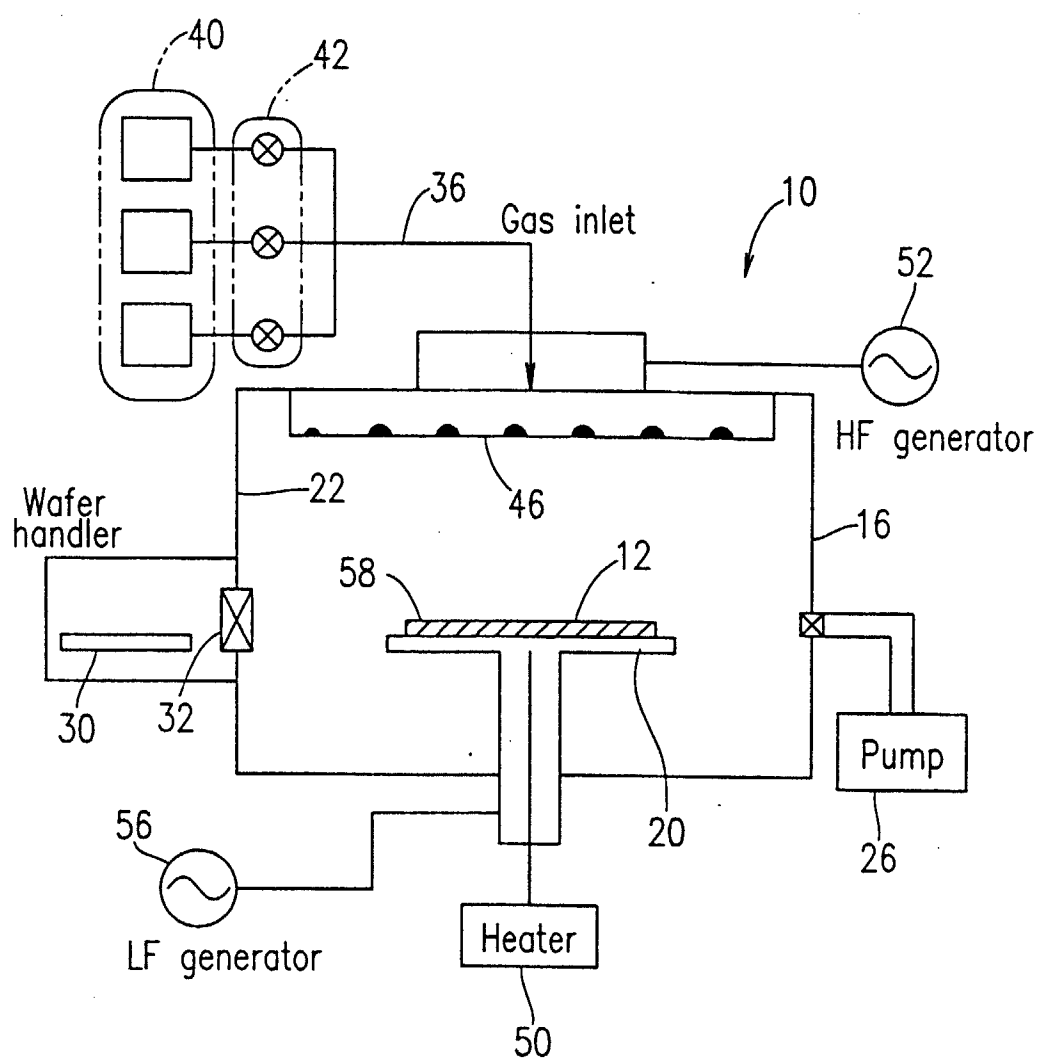 40
42
36
Gas inlet
10
52
HF generator
22
46
16
Wafer
handler
58
12
30
32
Pump
20
26
56
LF generator
Heater
50